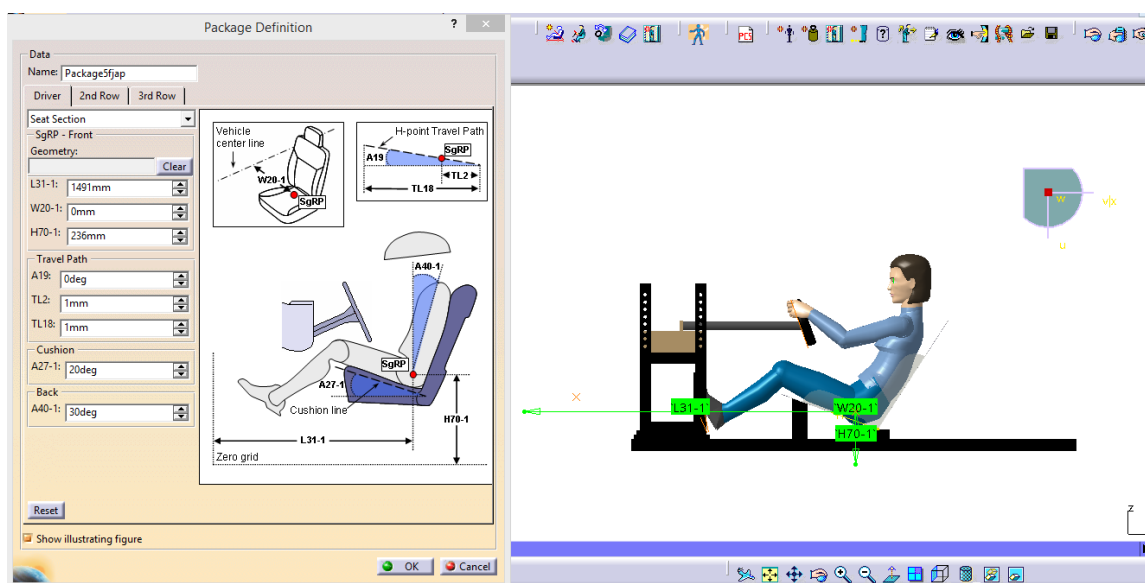 Package Definition
?
Data
Name: Package5fjap
Driver
2nd Row
3rd Row
Seat Section
SgRP - Front
Geometry:
Clear
L31-1: 1491mm
W20-1: 0mm
H70-1: 236mm
Travel Path
A19: 0deg
TL2: 1mm
TL18: 1mm
Cushion
A27-1: 20deg
Back
A40-1: 30deg
Reset
Show illustrating figure
OK
Cancel
Vehicle
center line
W20-1
SgRP
H-point Travel Path
SgRP
A19
TL2
TL18
A40-1
SgRP
A27-1
Cushion line
H70-1
L31-1
Zero grid
PCS
?
w
v|x
u
'L31-1'
'W20-1'
'H70-1'
z